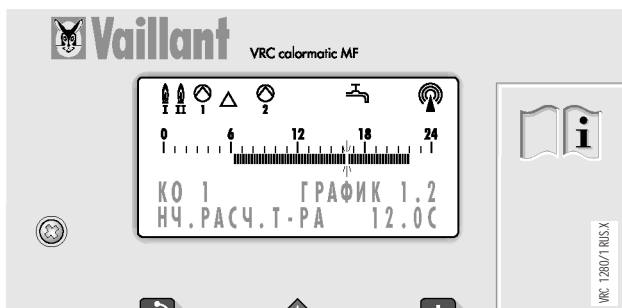 Vaillant
VRC calormatic MF
I II 1 2
0 6 12 18 24
КО 1 ГРАФИК 1.2
НЧ.РАСЧ.Т-РА 12.0С
i
VRC 1280/1 RUS.X